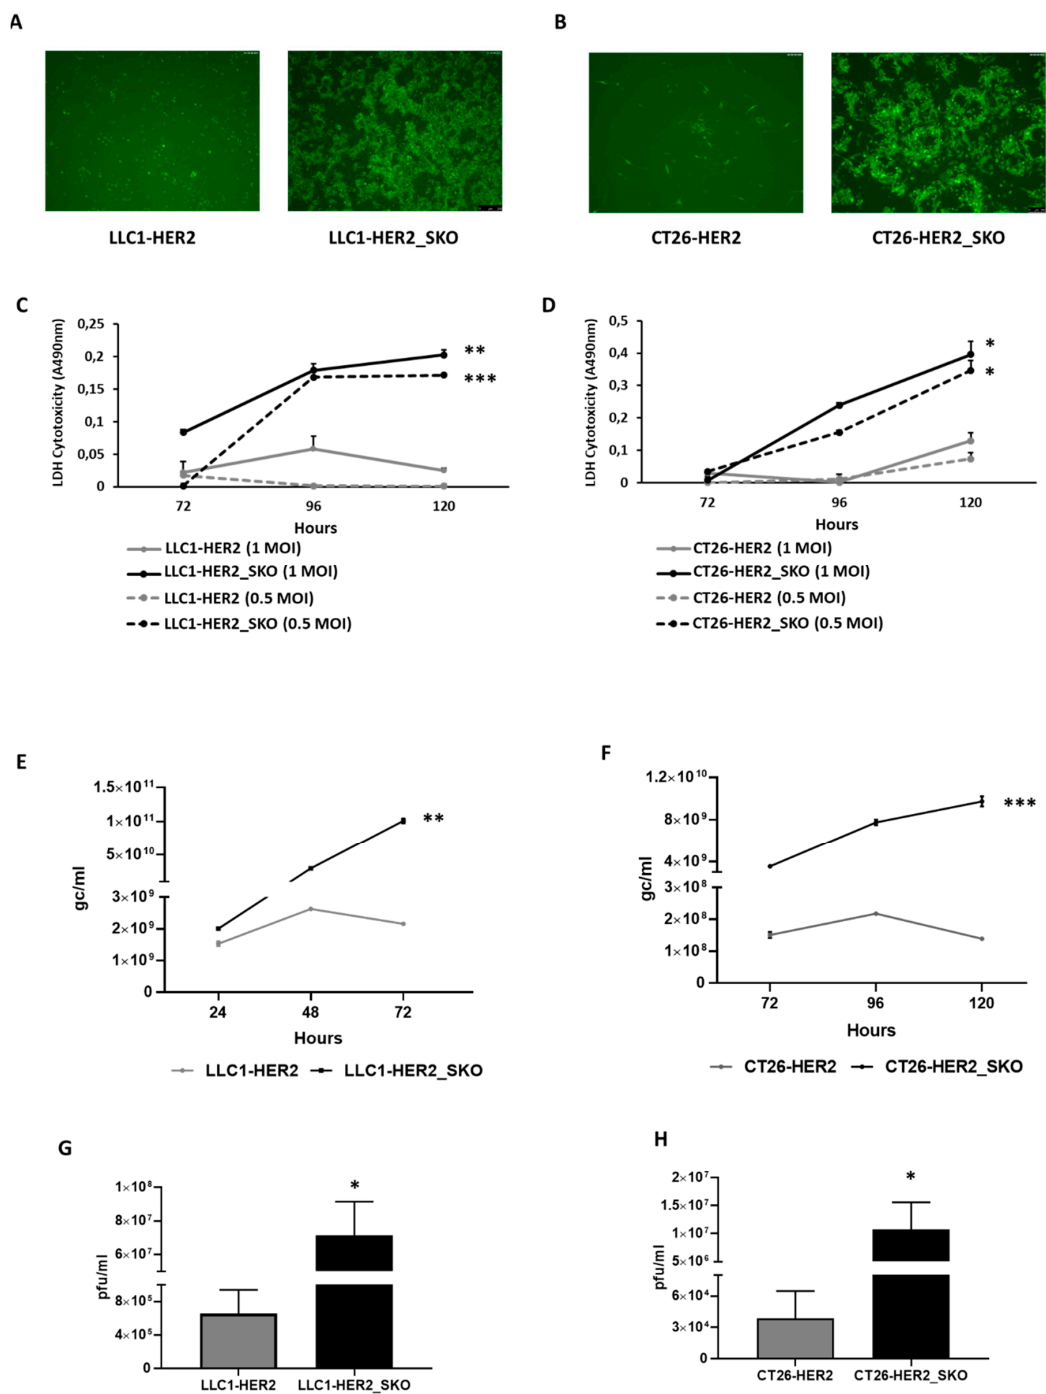 A
B
LLC1-HER2
LLC1-HER2_SKO
CT26-HER2
CT26-HER2_SKO
C
LDH Cytotoxicity (A490nm)
0,25
0,2
0,15
0,1
0,05
0
72
96
120
Hours
**
***
LLC1-HER2 (1 MOI)
LLC1-HER2_SKO (1 MOI)
LLC1-HER2 (0.5 MOI)
LLC1-HER2_SKO (0.5 MOI)
D
LDH Cytotoxicity (A490nm)
0,5
0,4
0,3
0,2
0,1
0
72
96
120
Hours
*
*
CT26-HER2 (1 MOI)
CT26-HER2_SKO (1 MOI)
CT26-HER2 (0.5 MOI)
CT26-HER2_SKO (0.5 MOI)
E
gc/ml
1.5×10¹¹
1×10¹¹
5×10¹⁰
3×10⁹
2×10⁹
1×10⁹
0
24
48
72
Hours
**
LLC1-HER2
LLC1-HER2_SKO
F
gc/ml
1.2×10¹⁰
8×10⁹
4×10⁹
3×10⁸
2×10⁸
1×10⁸
0
72
96
120
Hours
***
CT26-HER2
CT26-HER2_SKO
G
pfu/ml
1×10⁸
8×10⁷
6×10⁷
8×10⁵
4×10⁵
0
*
LLC1-HER2
LLC1-HER2_SKO
H
pfu/ml
2×10⁷
1×10⁷
1×10⁷
5×10⁶
6×10⁴
3×10⁴
0
*
CT26-HER2
CT26-HER2_SKO